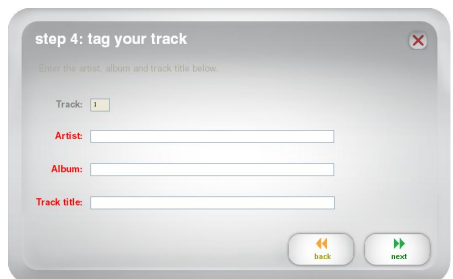 step 4: tag your track
Enter the artist, album and track title below.
Track: 1
Artist:
Album:
Track title:
back next